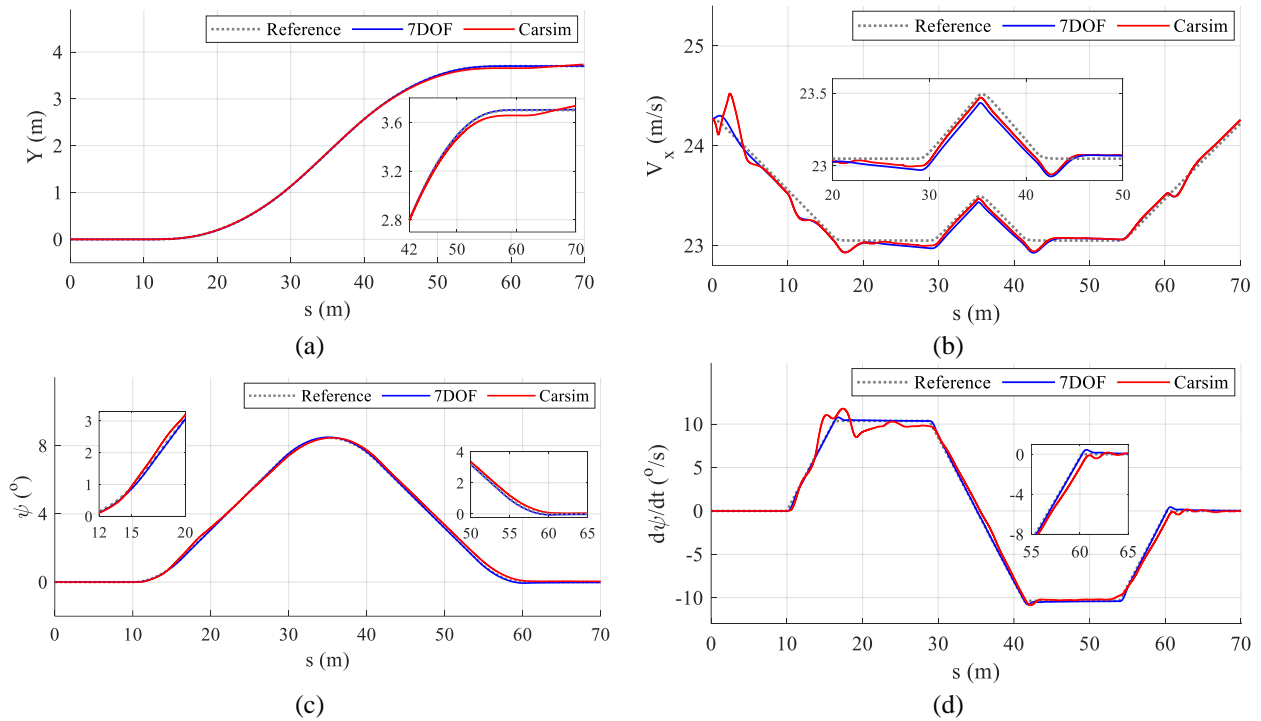 Reference 7DOF Carsim
4
3
2
1
0
Y (m)
3.6
3.2
2.8
42 50 60 70
0 10 20 30 40 50 60 70
s (m)
(a)
Reference 7DOF Carsim
25
24
23
V_x (m/s)
23.5
23
20 30 40 50
0 10 20 30 40 50 60 70
s (m)
(b)
Reference 7DOF Carsim
8
4
0
ψ (°)
3
2
1
0
12 15 20
4
2
0
50 55 60 65
0 10 20 30 40 50 60 70
s (m)
(c)
Reference 7DOF Carsim
10
5
0
-5
-10
dψ/dt (°/s)
0
-4
-8
55 60 65
0 10 20 30 40 50 60 70
s (m)
(d)